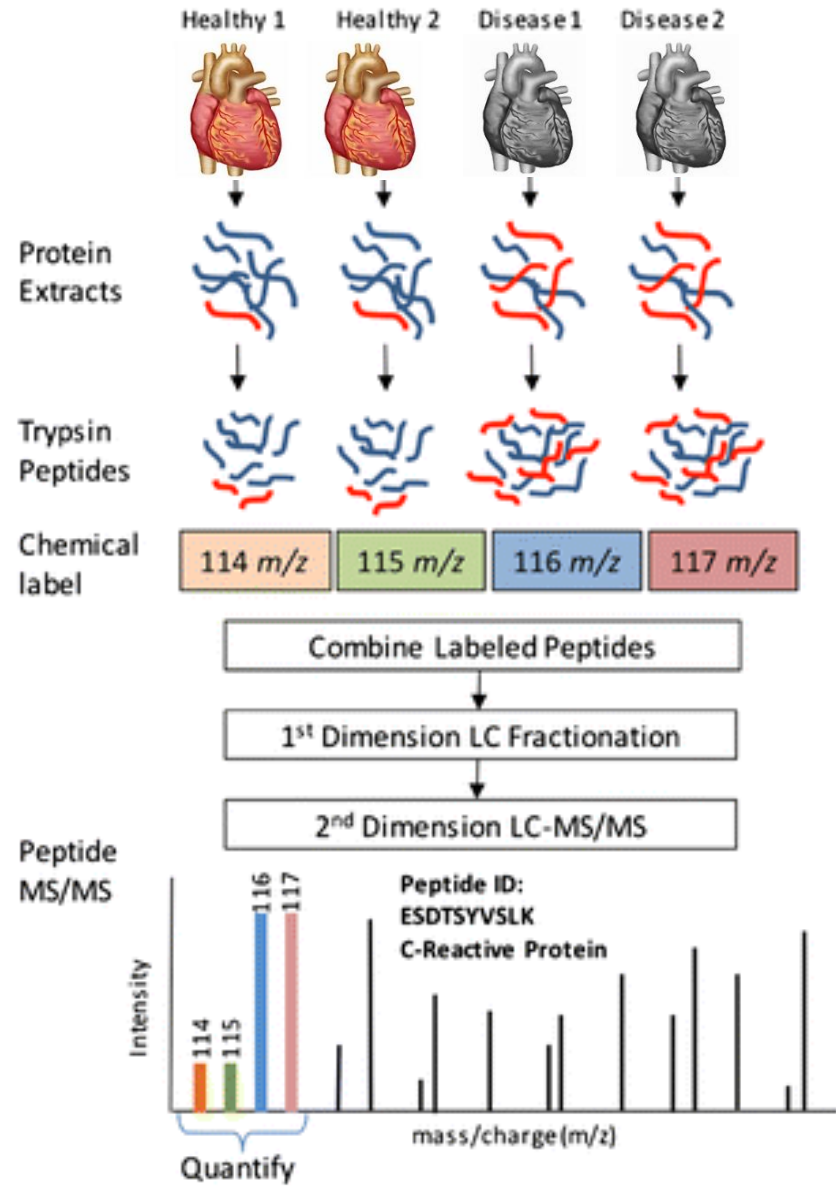 Healthy 1 Healthy 2 Disease 1 Disease 2
Protein
Extracts
Trypsin
Peptides
Chemical
label
114 m/z 115 m/z 116 m/z 117 m/z
Combine Labeled Peptides
1st Dimension LC Fractionation
2nd Dimension LC-MS/MS
Peptide
MS/MS
114
115
116
117
Peptide ID:
ESDTSYVSLK
C-Reactive Protein
Intensity
mass/charge(m/z)
Quantify